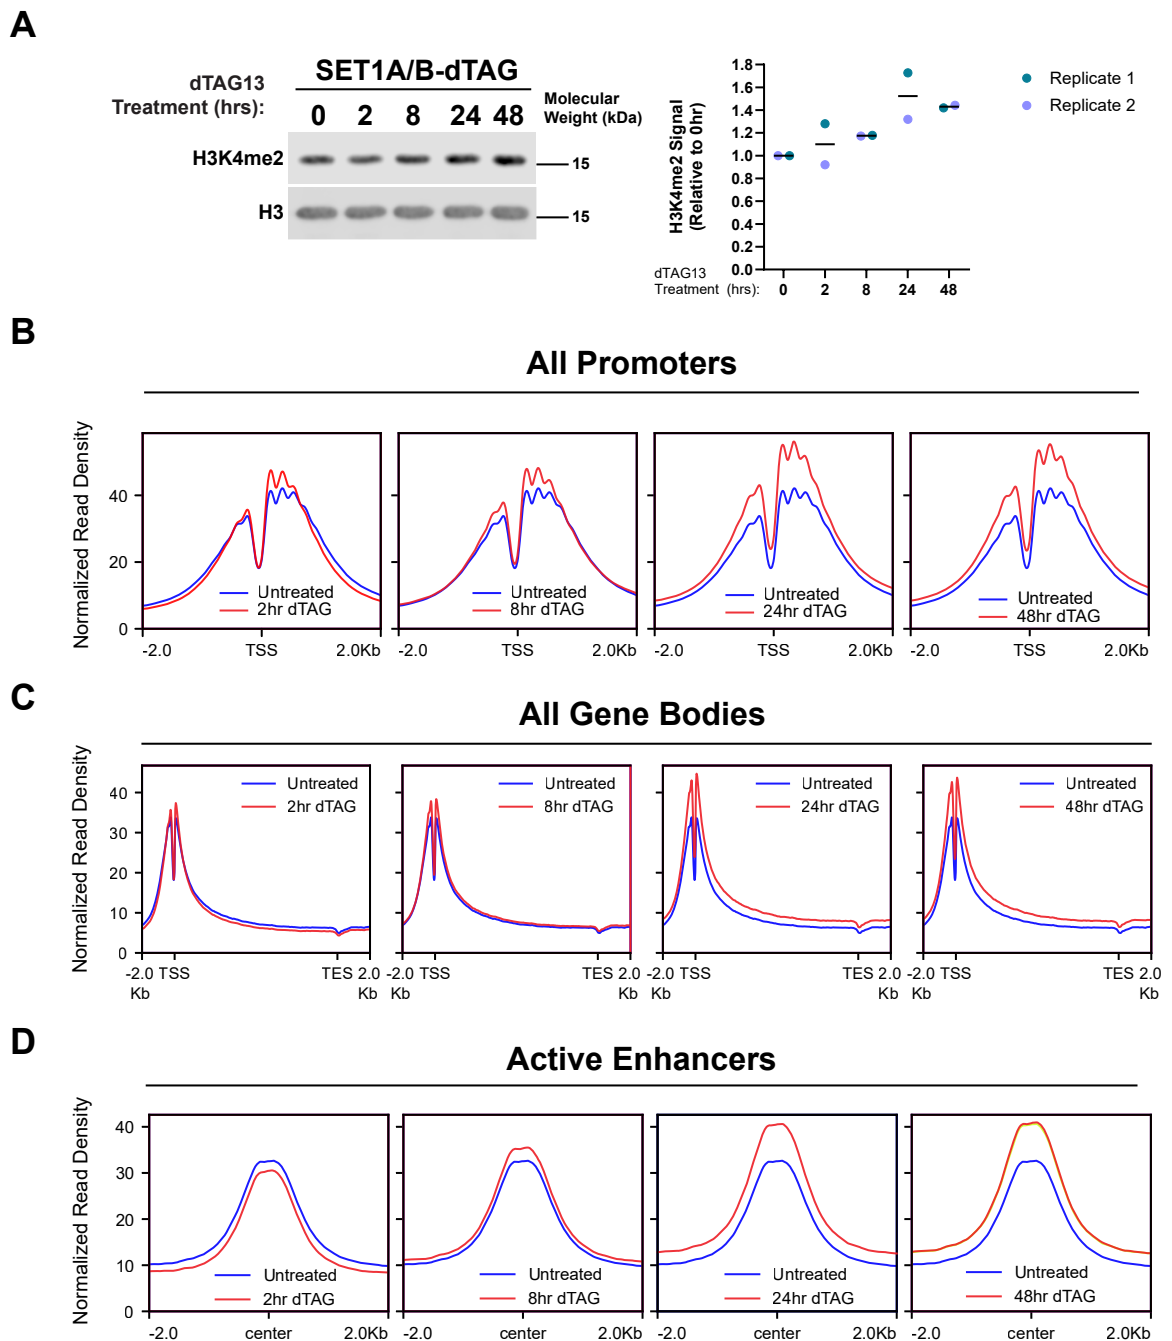 A
SET1A/B-dTAG
dTAG13
Treatment (hrs):
0 2 8 24 48
Molecular
Weight (kDa)
H3K4me2
15
H3
15
H3K4me2 Signal
(Relative to 0hr)
1.8
1.6
1.4
1.2
1.0
0.8
0.6
0.4
0.2
0.0
dTAG13
Treatment (hrs):
0 2 8 24 48
Replicate 1
Replicate 2
B
All Promoters
Normalized Read Density
40
20
0
Untreated
2hr dTAG
-2.0 TSS 2.0Kb
Untreated
8hr dTAG
-2.0 TSS 2.0Kb
Untreated
24hr dTAG
-2.0 TSS 2.0Kb
Untreated
48hr dTAG
-2.0 TSS 2.0Kb
C
All Gene Bodies
Normalized Read Density
40
30
20
10
0
Untreated
2hr dTAG
-2.0 TSS TES 2.0
Kb Kb
Untreated
8hr dTAG
-2.0 TSS TES 2.0
Kb Kb
Untreated
24hr dTAG
-2.0 TSS TES 2.0
Kb Kb
Untreated
48hr dTAG
-2.0 TSS TES 2.0
Kb Kb
D
Active Enhancers
Normalized Read Density
40
30
20
10
0
Untreated
2hr dTAG
-2.0 center 2.0Kb
Untreated
8hr dTAG
-2.0 center 2.0Kb
Untreated
24hr dTAG
-2.0 center 2.0Kb
Untreated
48hr dTAG
-2.0 center 2.0Kb